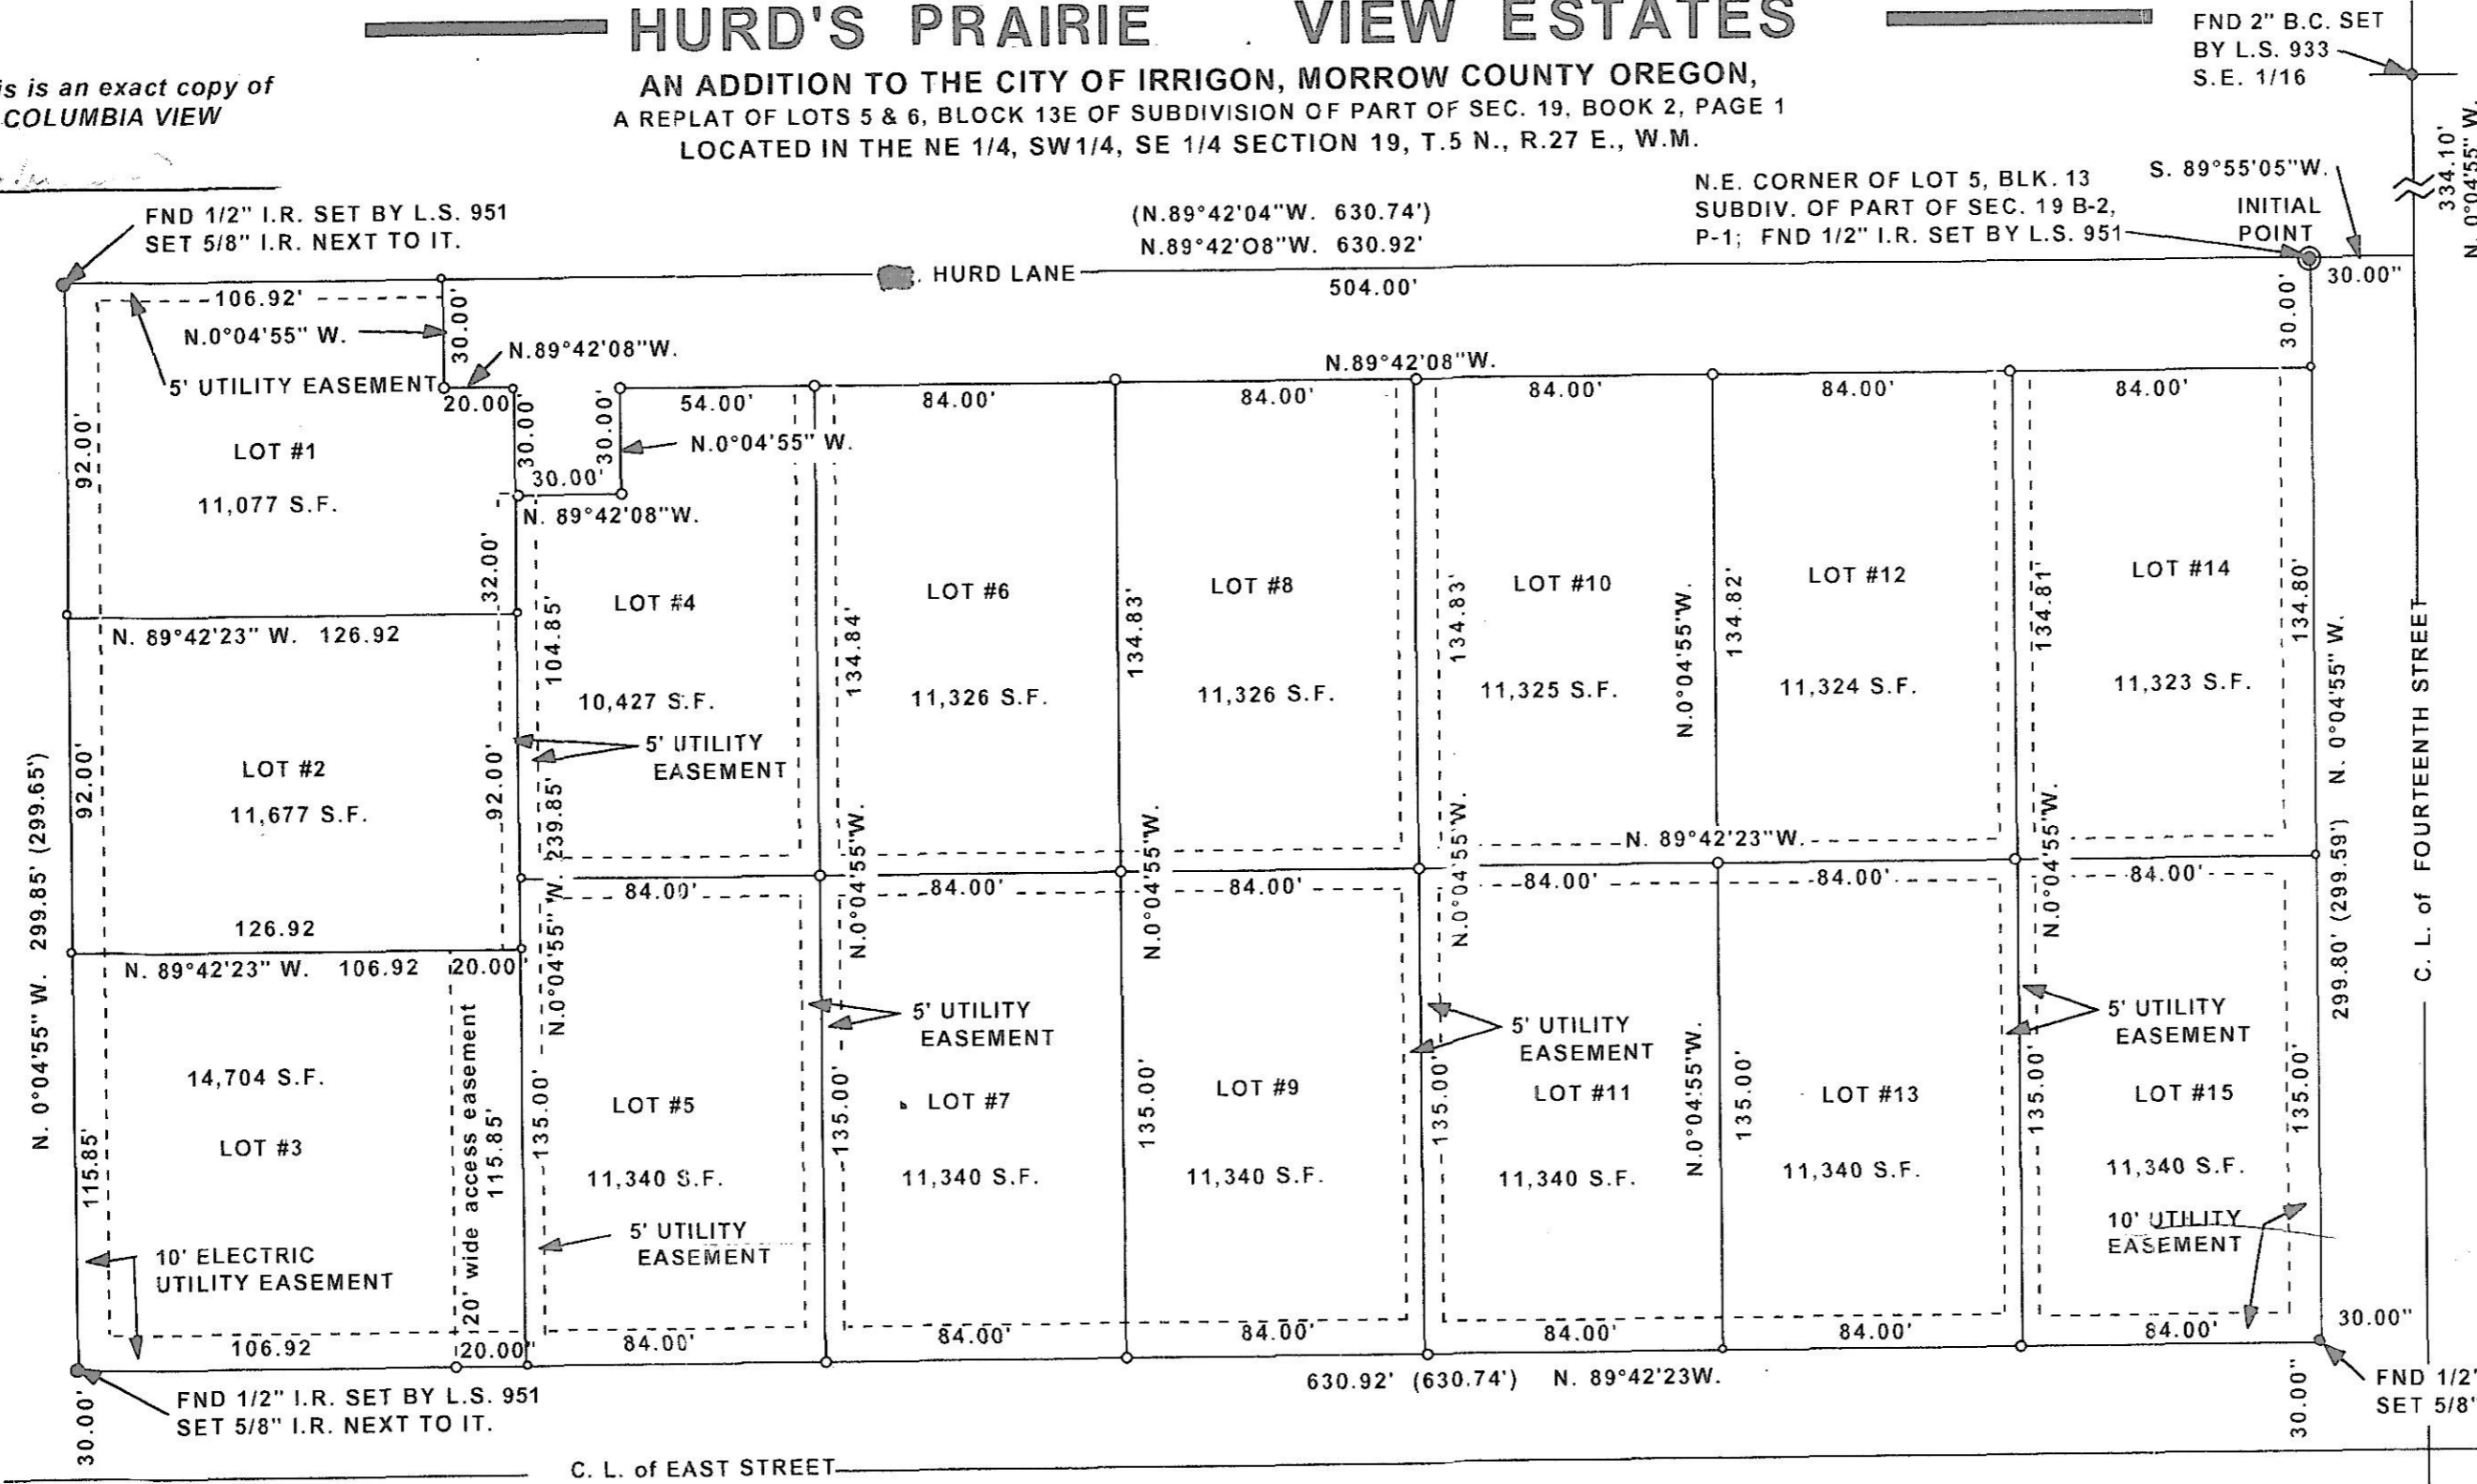 HURD'S PRAIRIE VIEW ESTATES
is is an exact copy of
COLUMBIA VIEW
AN ADDITION TO THE CITY OF IRRIGON, MORROW COUNTY OREGON,
A REPLAT OF LOTS 5 & 6, BLOCK 13E OF SUBDIVISION OF PART OF SEC. 19, BOOK 2, PAGE 1
LOCATED IN THE NE 1/4, SW1/4, SE 1/4 SECTION 19, T.5 N., R.27 E., W.M.
FND 2" B.C. SET
BY L.S. 933
S.E. 1/16
334.10'
N. 0°04'55" W.
S. 89°55'05"W.
N.E. CORNER OF LOT 5, BLK. 13
SUBDIV. OF PART OF SEC. 19 B-2,
P-1; FND 1/2" I.R. SET BY L.S. 951
INITIAL
POINT
30.00"
FND 1/2" I.R. SET BY L.S. 951
SET 5/8" I.R. NEXT TO IT.
(N.89°42'04"W. 630.74')
N.89°42'O8"W. 630.92'
HURD LANE
504.00'
30.00'
106.92'
N.0°04'55" W.
30.00'
5' UTILITY EASEMENT
N.89°42'08"W.
20.00'
30.00'
30.00'
30.00'
N. 89°42'08"W.
N.0°04'55" W.
54.00'
N.89°42'08"W.
84.00'
84.00'
84.00'
84.00'
84.00'
92.00'
LOT #1
11,077 S.F.
32.00'
N. 89°42'23" W. 126.92
LOT #4
10,427 S.F.
104.85'
134.84'
LOT #6
11,326 S.F.
134.83'
LOT #8
11,326 S.F.
134.83'
LOT #10
11,325 S.F.
N.0°04'55"W.
134.82'
LOT #12
11,324 S.F.
134.81'
LOT #14
11,323 S.F.
134.80'
N. 0°04'55" W.
299.80' (299.59')
C. L. of FOURTEENTH STREET
N. 0°04'55" W. 299.85' (299.65')
92.00'
LOT #2
11,677 S.F.
92.00'
239.85'
N.0°04'55" W.
5' UTILITY
EASEMENT
N.0°04'55"W.
N.0°04'55"W.
N.0°04'55"W.
N. 89°42'23"W.
N.0°04'55"W.
84.00'
84.00'
84.00'
84.00'
84.00'
84.00'
126.92
N. 89°42'23" W. 106.92
20.00'
115.85'
14,704 S.F.
LOT #3
20' wide access easement
115.85'
10' ELECTRIC
UTILITY EASEMENT
135.00'
LOT #5
11,340 S.F.
5' UTILITY
EASEMENT
135.00'
5' UTILITY
EASEMENT
LOT #7
11,340 S.F.
135.00'
LOT #9
11,340 S.F.
135.00'
5' UTILITY
EASEMENT
LOT #11
11,340 S.F.
N.0°04'55"W.
135.00'
LOT #13
11,340 S.F.
135.00'
5' UTILITY
EASEMENT
LOT #15
11,340 S.F.
10' UTILITY
EASEMENT
135.00'
106.92
20.00"
84.00'
84.00'
84.00'
84.00'
84.00'
84.00'
30.00"
FND 1/2" I.R. SET BY L.S. 951
SET 5/8" I.R. NEXT TO IT.
30.00'
630.92' (630.74') N. 89°42'23W.
30.00"
FND 1/2"
SET 5/8"
C. L. of EAST STREET